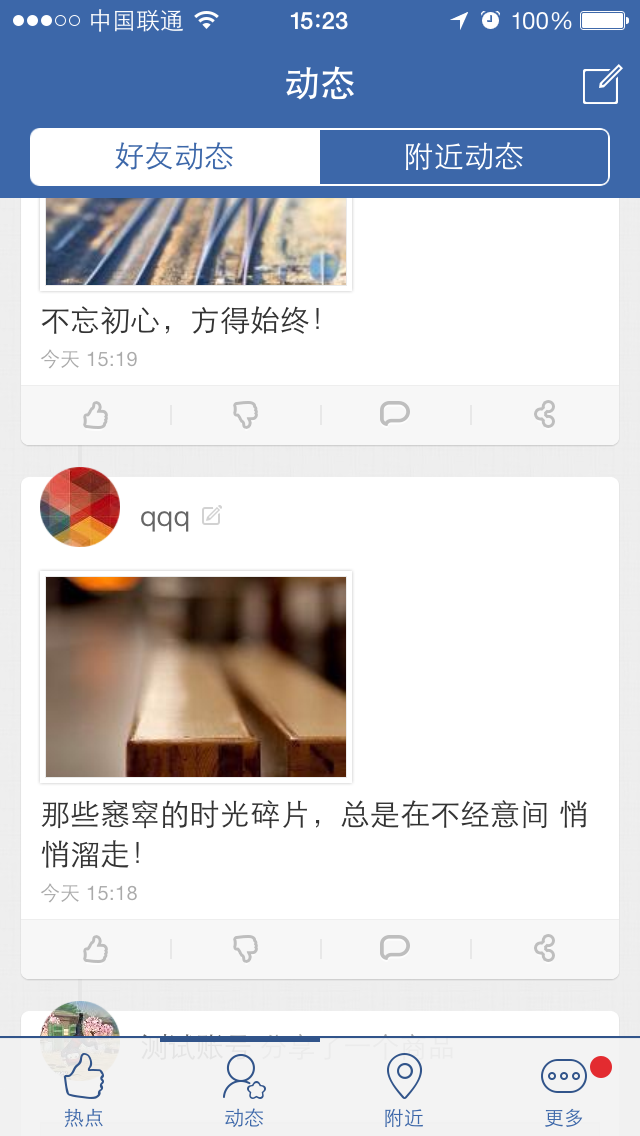 中国联通 15:23 100%
动态
好友动态 附近动态
不忘初心，方得始终！
今天 15:19
qqq
那些窸窣的时光碎片，总是在不经意间 悄
悄溜走！
今天 15:18
测试账号 分享了一个商品
热点 动态 附近 更多